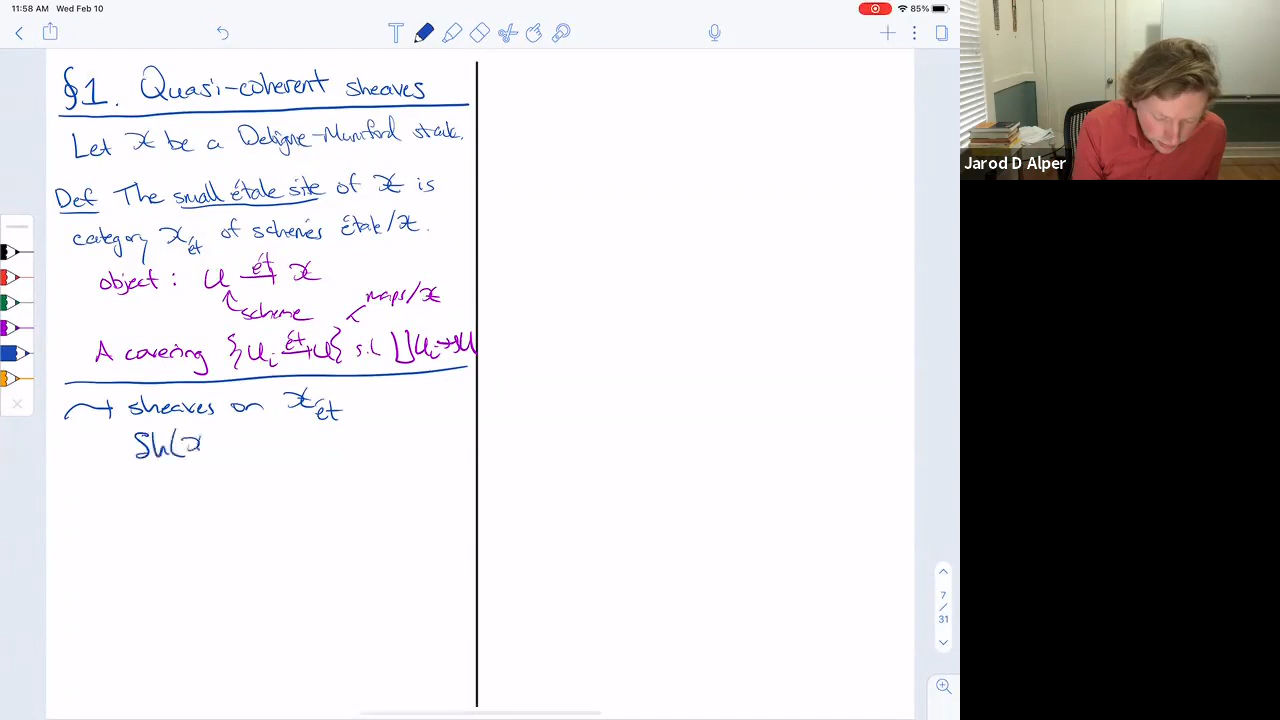 11:58 AM Wed Feb 10
85%
§1. Quasi-coherent sheaves
Let 𝒳 be a Deligne-Mumford stack.
Def The small étale site of 𝒳 is
category 𝒳ét of schemes étale/𝒳.
object : U ét→ 𝒳
scheme
maps/𝒳
A covering {Ui ét→ U} s.t. ∐Ui ↠ U
⇝ sheaves on 𝒳ét
Sh(𝒳
7
/
31
Jarod D Alper